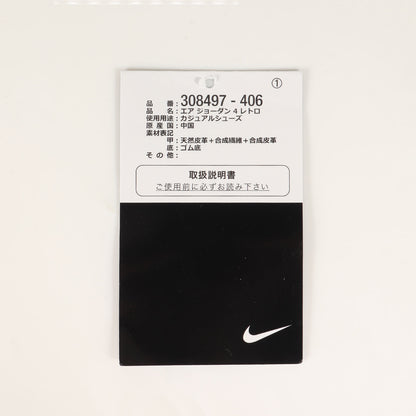 ①
品番：308497 - 406
品名：エア ジョーダン 4 レトロ
使用用途：カジュアルシューズ
原産国：中国
素材表記
甲：天然皮革＋合成繊維＋合成皮革
底：ゴム底
その他：
取扱説明書
ご使用前に必ずお読み下さい